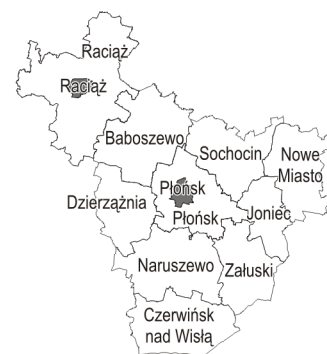 Raciąż
Raciąż
Baboszewo
Sochocin
Nowe
Miasto
Płońsk
Dzierzążnia
Płońsk
Joniec
Naruszewo
Załuski
Czerwińsk
nad Wisłą